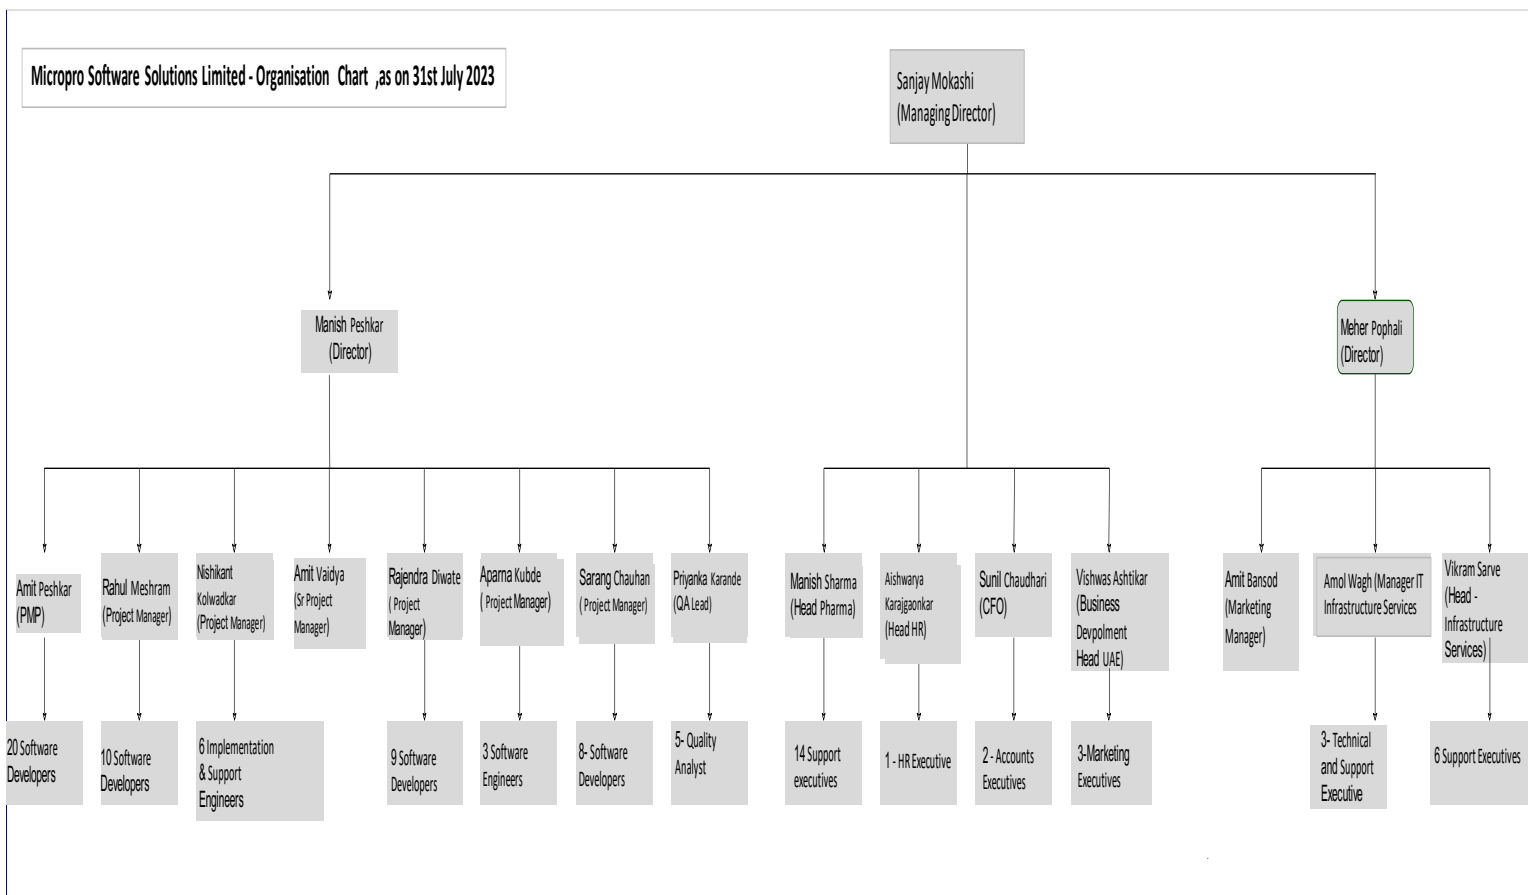 Micropro Software Solutions Limited - Organisation Chart ,as on 31st July 2023
Sanjay Mokashi
(Managing Director)
Manish Peshkar
(Director)
Meher Pophali
(Director)
Amit Peshkar
(PMP)
Rahul Meshram
(Project Manager)
Nishikant
Kolwadkar
(Project Manager)
Amit Vaidya
(Sr Project
Manager)
Rajendra Diwate
( Project
Manager)
Aparna Kubde
( Project Manager)
Sarang Chauhan
( Project Manager)
Priyanka Karande
(QA Lead)
Manish Sharma
(Head Pharma)
Aishwarya
Karajgaonkar
(Head HR)
Sunil Chaudhari
(CFO)
Vishwas Ashtikar
(Business
Devpolment
Head UAE)
Amit Bansod
(Marketing
Manager)
Amol Wagh (Manager IT
Infrastructure Services
Vikram Sarve
(Head -
Infrastructure
Services)
20 Software
Developers
10 Software
Developers
6 Implementation
& Support
Engineers
9 Software
Developers
3 Software
Engineers
8- Software
Developers
5- Quality
Analyst
14 Support
executives
1 - HR Executive
2 - Accounts
Executives
3-Marketing
Executives
3- Technical
and Support
Executive
6 Support Executives